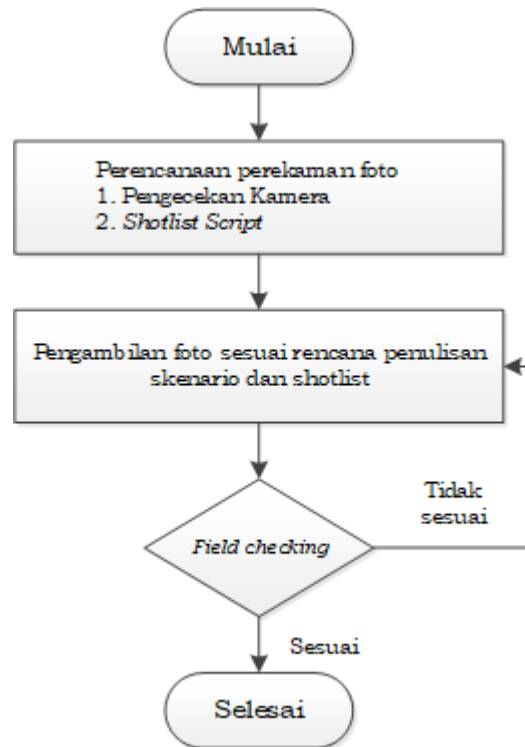 Mulai
Perencanaan perekaman foto
1. Pengecekan Kamera
2. Shotlist Script
Pengambilan foto sesuai rencana penulisan
skenario dan shotlist
Tidak
sesuai
Field checking
Sesuai
Selesai